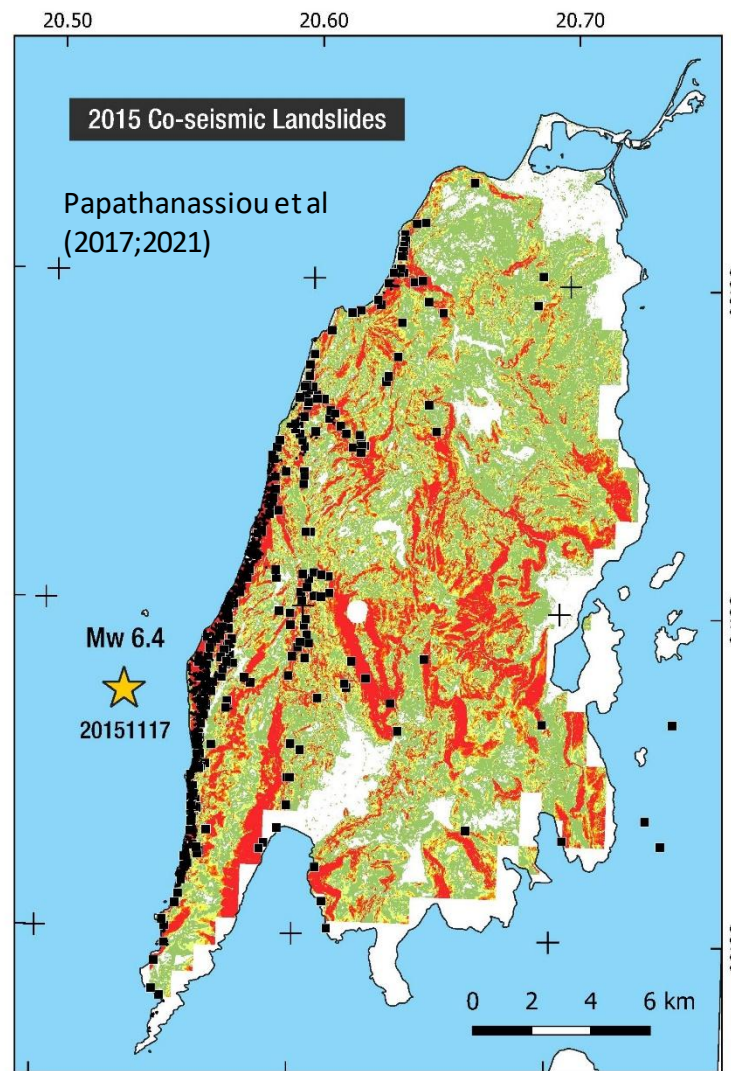 20.50 20.60 20.70
2015 Co-seismic Landslides
Papathanassiou et al
(2017;2021)
Mw 6.4
20151117
0 2 4 6 km